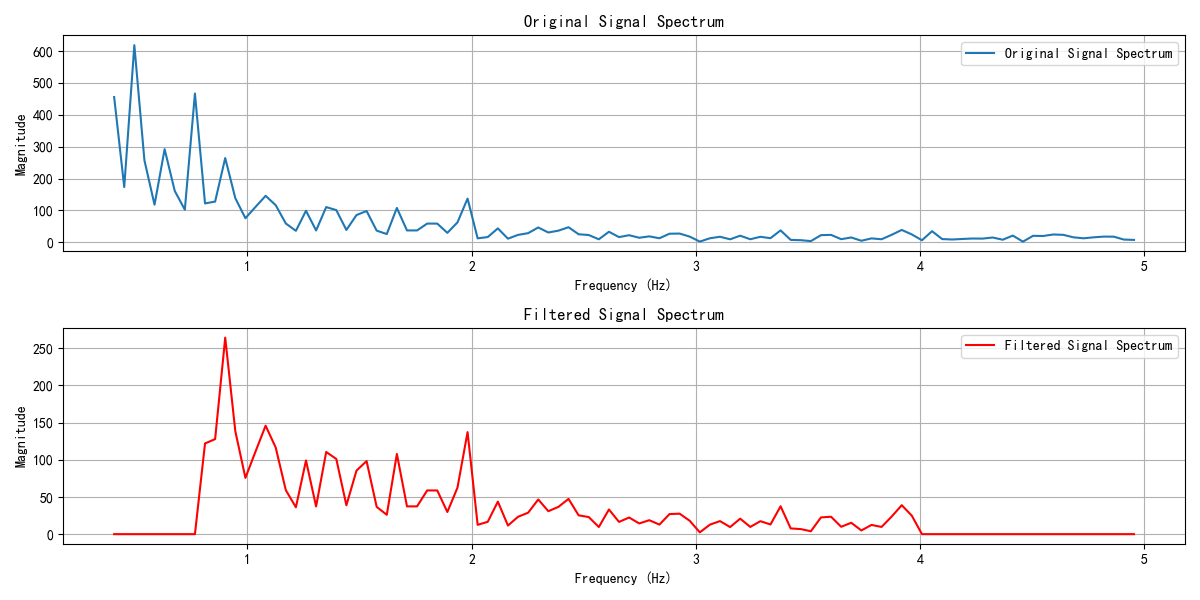 Original Signal Spectrum
Original Signal Spectrum
600
500
400
300
200
100
0
Magnitude
1 2 3 4 5
Frequency (Hz)
Filtered Signal Spectrum
Filtered Signal Spectrum
250
200
150
100
50
0
Magnitude
1 2 3 4 5
Frequency (Hz)